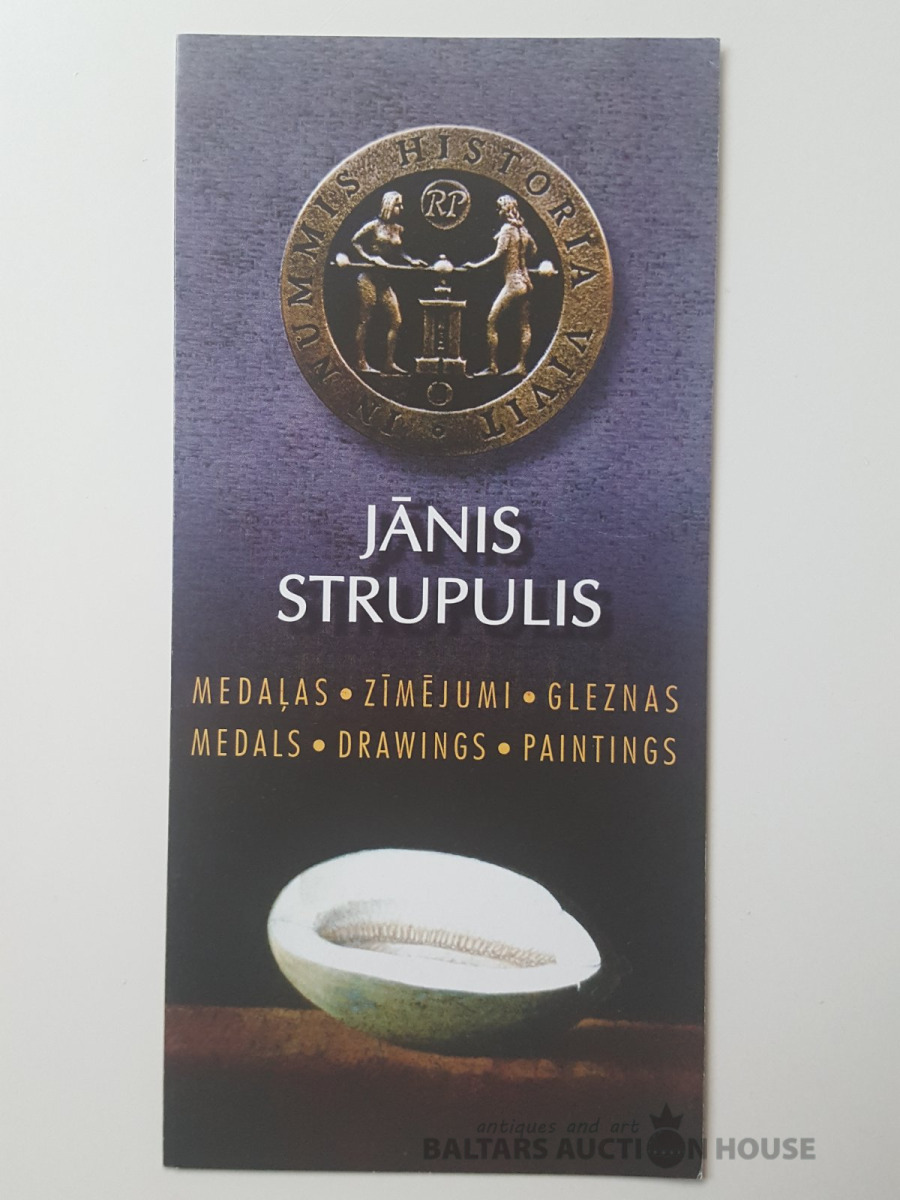 IN NUMMIS HISTORIA VIVIT
RP
JĀNIS
STRUPULIS
MEDAĻAS • ZĪMĒJUMI • GLEZNAS
MEDALS • DRAWINGS • PAINTINGS
antiques and art
BALTARS AUCTION HOUSE